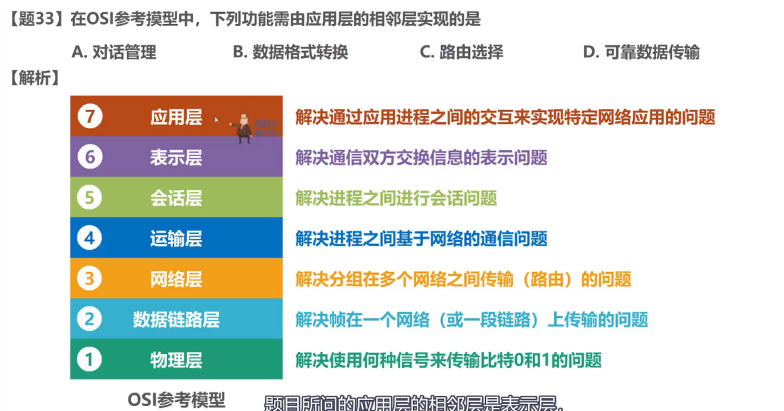 【题33】在OSI参考摸型中，下列功能需由应用层的相邻层实现的是
A. 对话管理 B. 数据格式转换 C. 路由选择 D. 可靠数据传输
【解析】
7 应用层 解决通过应用进程之间的交互来实现特定网络应用的问题
6 表示层 解决通信双方交换信息的表示问题
5 会话层 解决进程之间进行会话问题
4 运输层 解决进程之间基于网络的通信问题
3 网络层 解决分组在多个网络之间传输（路由）的问题
2 数据链路层 解决帧在一个网络（或一段链路）上传输的问题
1 物理层 解决使用何种信号来传输比特0和1的问题
OSI参考模型
题目所问的应用层的相邻层是表示层，